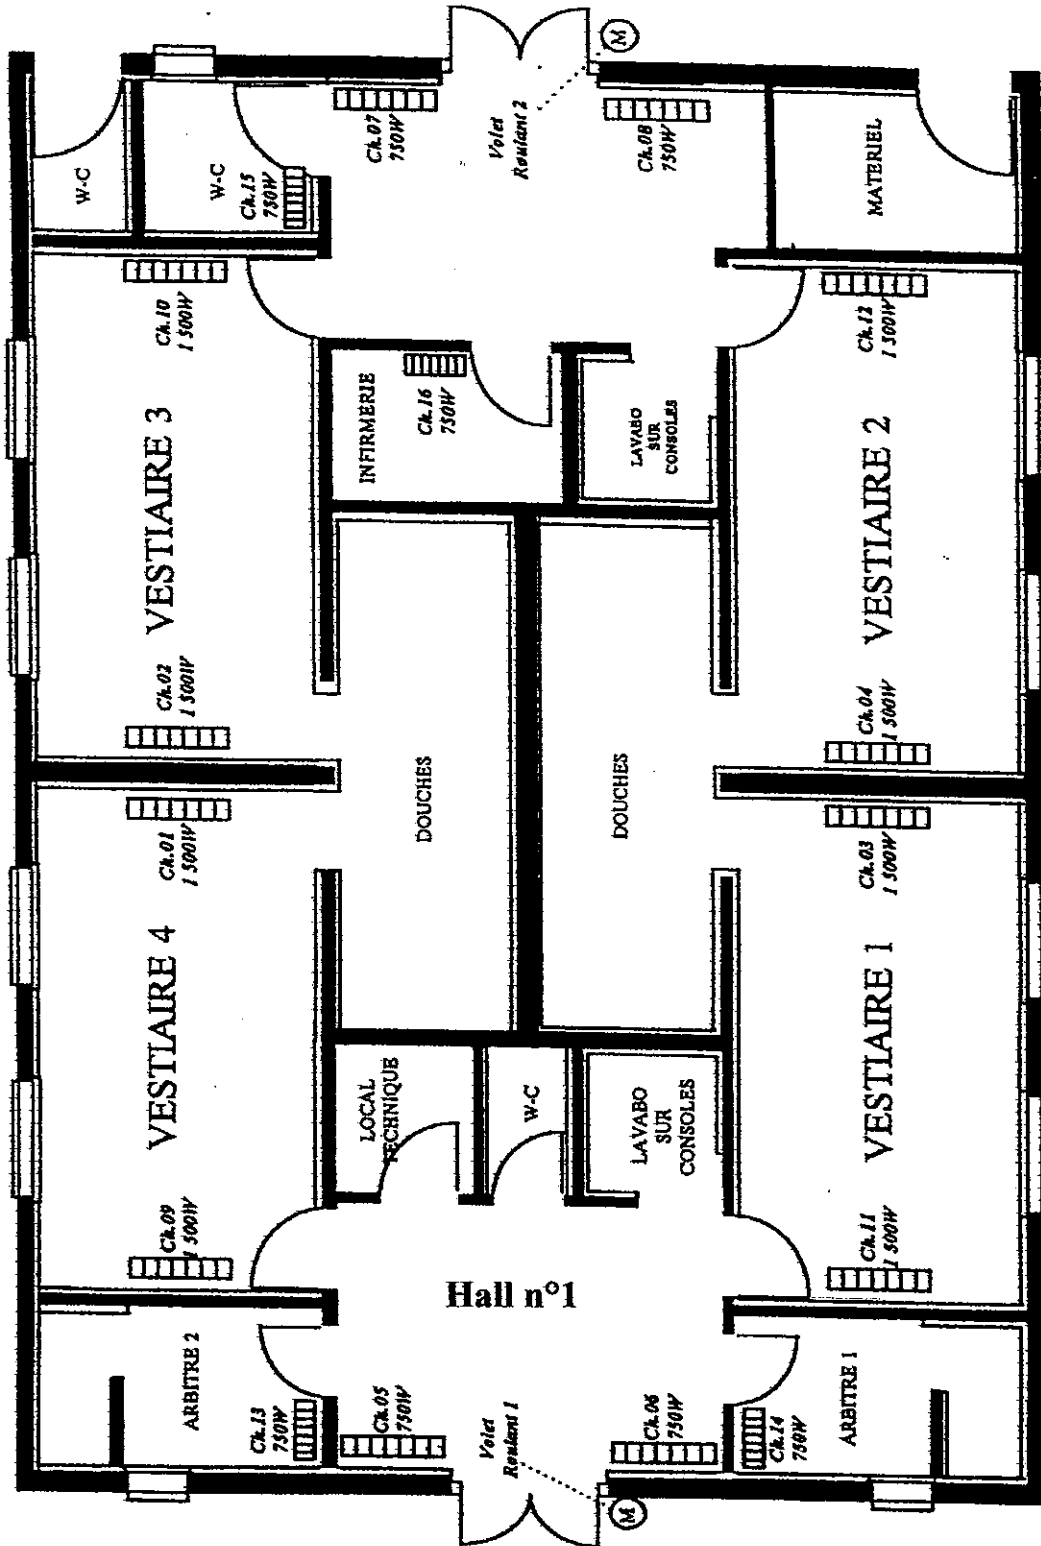 W-C
W-C
Ch.15
750W
Ch.07
750W
Volet
Roulant 2
M
Ch.08
750W
MATERIEL
Ch.10
1 500W
VESTIAIRE 3
Ch.02
1 500W
INFIRMERIE
Ch.16
750W
LAVABO
SUR
CONSOLES
Ch.12
1 500W
VESTIAIRE 2
Ch.04
1 500W
DOUCHES
DOUCHES
Ch.01
1 500W
VESTIAIRE 4
Ch.09
1 500W
LOCAL
TECHNIQUE
W-C
LAVABO
SUR
CONSOLES
Ch.03
1 500W
VESTIAIRE 1
Ch.11
1 500W
Hall n°1
ARBITRE 2
Ch.13
750W
Ch.05
750W
Volet
Roulant 1
M
Ch.06
750W
Ch.14
750W
ARBITRE 1